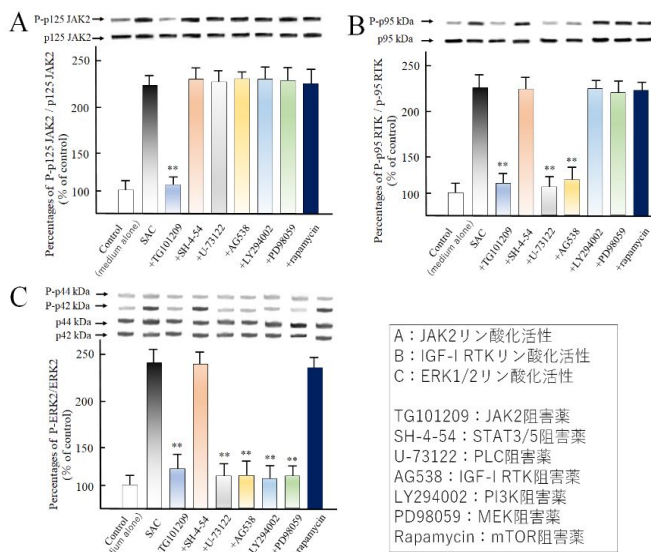 A
P-p125 JAK2
p125 JAK2
Percentages of P-p125 JAK2 / p125 JAK2
(% of control)
250
200
150
100
**
Control
(medium alone)
SAC
+TG101209
+SH-4-54
+U-73122
+AG538
+LY294002
+PD98059
+rapamycin
B
P-p95 kDa
p95 kDa
Percentages of P-p95 RTK / p-95 RTK
(% of control)
250
200
150
100
**
**
**
Control
(medium alone)
SAC
+TG101209
+SH-4-54
+U-73122
+AG538
+LY294002
+PD98059
+rapamycin
C
P-p44 kDa
P-p42 kDa
p44 kDa
p42 kDa
Percentages of P-ERK2/ERK2
(% of control)
250
200
150
100
**
**
**
**
**
Control
(medium alone)
SAC
+TG101209
+SH-4-54
+U-73122
+AG538
+LY294002
+PD98059
rapamycin
A：JAK2リン酸化活性
B：IGF-I RTKリン酸化活性
C：ERK1/2リン酸化活性
TG101209：JAK2阻害薬
SH-4-54：STAT3/5阻害薬
U-73122：PLC阻害薬
AG538：IGF-I RTK阻害薬
LY294002：PI3K阻害薬
PD98059：MEK阻害薬
Rapamycin：mTOR阻害薬